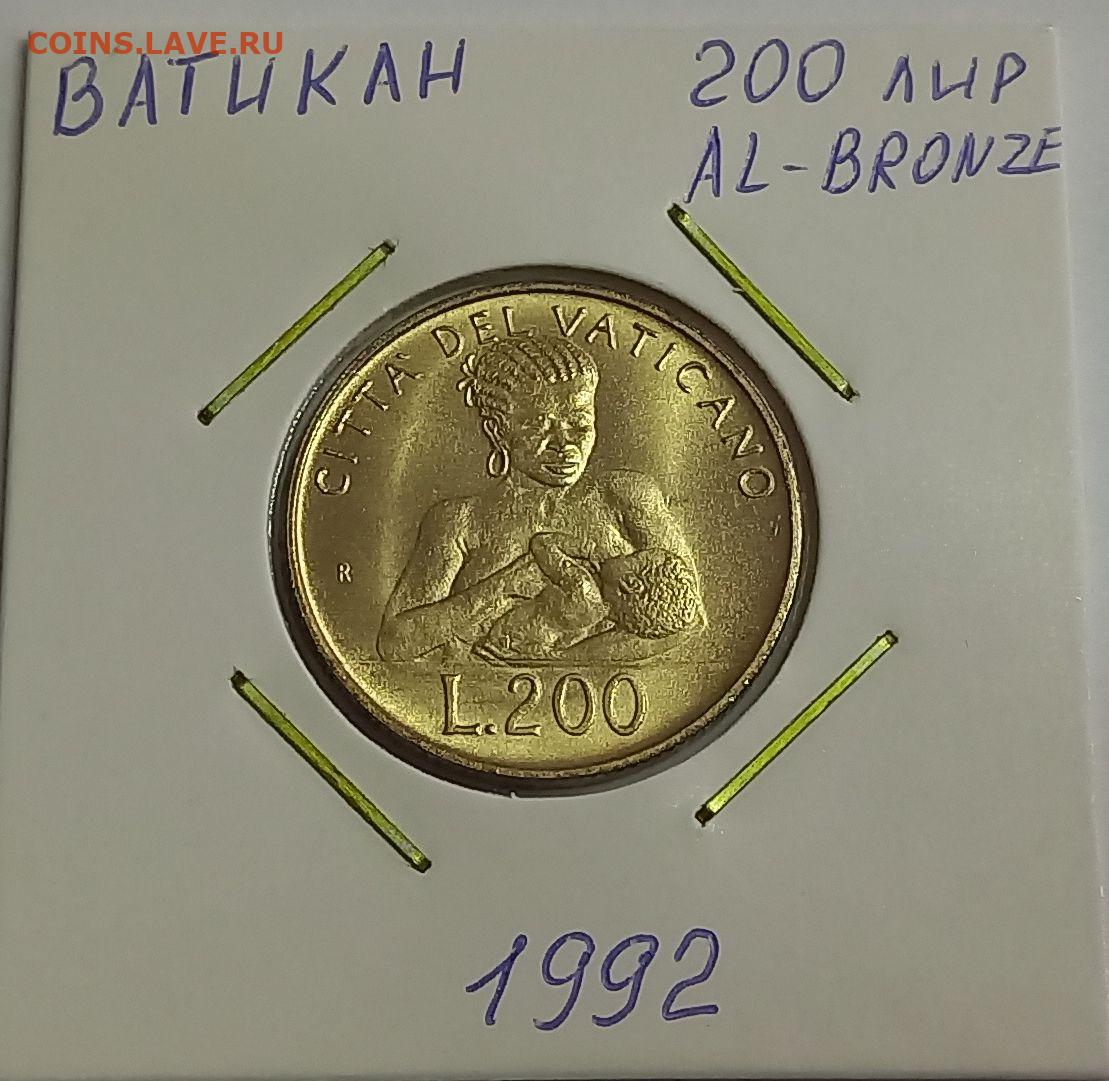 COINS.LAVE.RU
ВАТИКАН
200 ЛИР
AL-BRONZE
CITTA' DEL VATICANO
R
L.200
1992